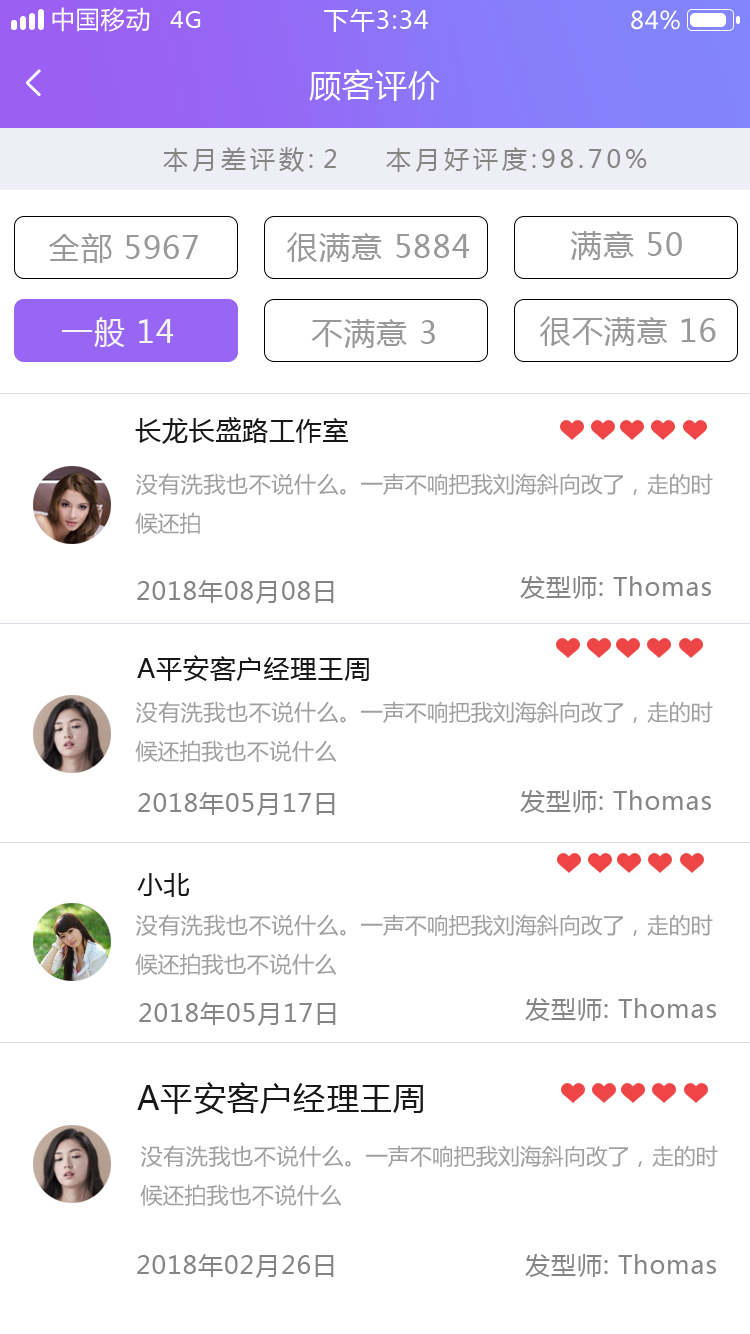 中国移动 4G 下午3:34 84%
顾客评价
本月差评数: 2 本月好评度:98.70%
全部 5967 很满意 5884 满意 50
一般 14 不满意 3 很不满意 16
长龙长盛路工作室
没有洗我也不说什么。一声不响把我刘海斜向改了，走的时
候还拍
2018年08月08日 发型师: Thomas
A平安客户经理王周
没有洗我也不说什么。一声不响把我刘海斜向改了，走的时
候还拍我也不说什么
2018年05月17日 发型师: Thomas
小北
没有洗我也不说什么。一声不响把我刘海斜向改了，走的时
候还拍我也不说什么
2018年05月17日 发型师: Thomas
A平安客户经理王周
没有洗我也不说什么。一声不响把我刘海斜向改了，走的时
候还拍我也不说什么
2018年02月26日 发型师: Thomas